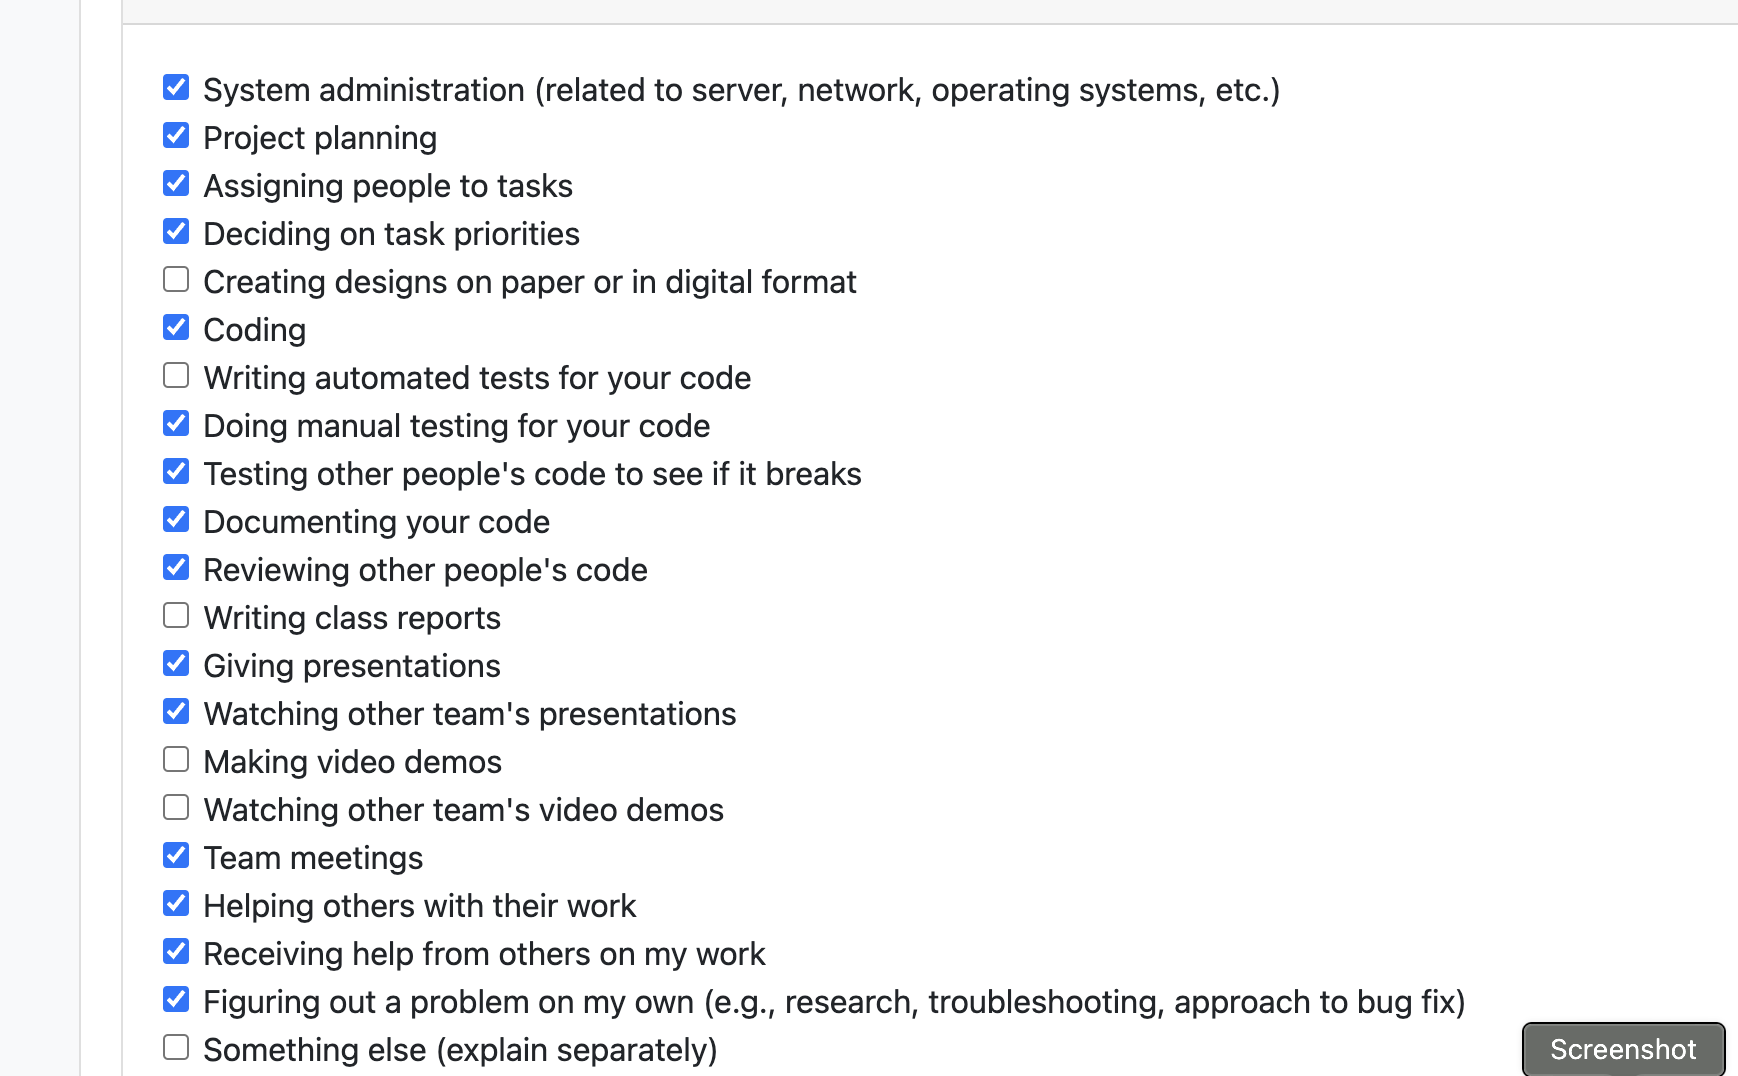 System administration (related to server, network, operating systems, etc.)
Project planning
Assigning people to tasks
Deciding on task priorities
Creating designs on paper or in digital format
Coding
Writing automated tests for your code
Doing manual testing for your code
Testing other people's code to see if it breaks
Documenting your code
Reviewing other people's code
Writing class reports
Giving presentations
Watching other team's presentations
Making video demos
Watching other team's video demos
Team meetings
Helping others with their work
Receiving help from others on my work
Figuring out a problem on my own (e.g., research, troubleshooting, approach to bug fix)
Something else (explain separately)
Screenshot